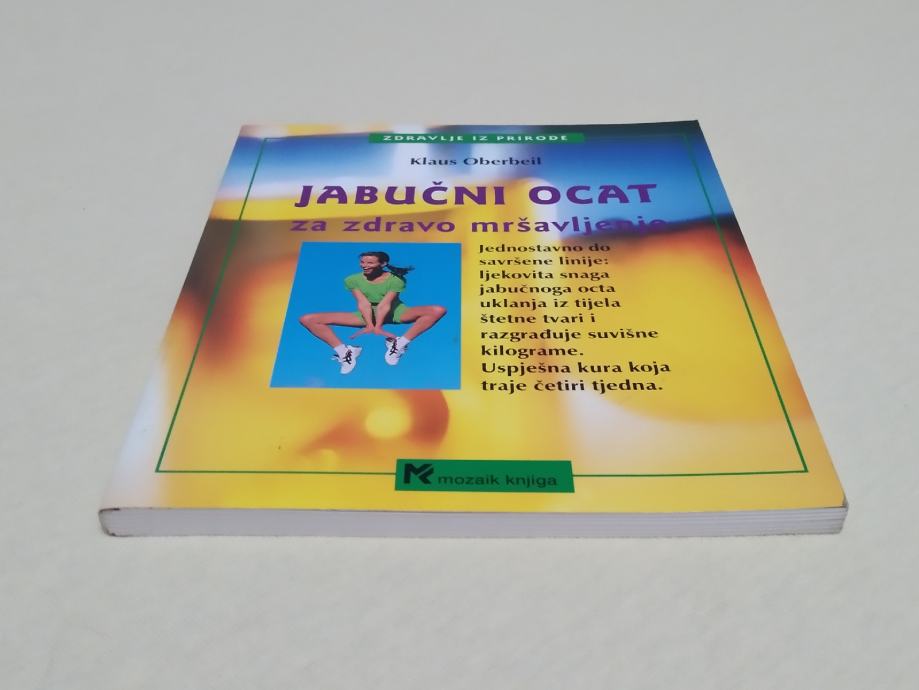 ZDRAVLJE IZ PRIRODE
Klaus Oberbeil
JABUČNI OCAT
za zdravo mršavljenje
Jednostavno do
savršene linije:
ljekovita snaga
jabučnoga octa
uklanja iz tijela
štetne tvari i
razgrađuje suvišne
kilograme.
Uspješna kura koja
traje četiri tjedna.
mozaik knjiga